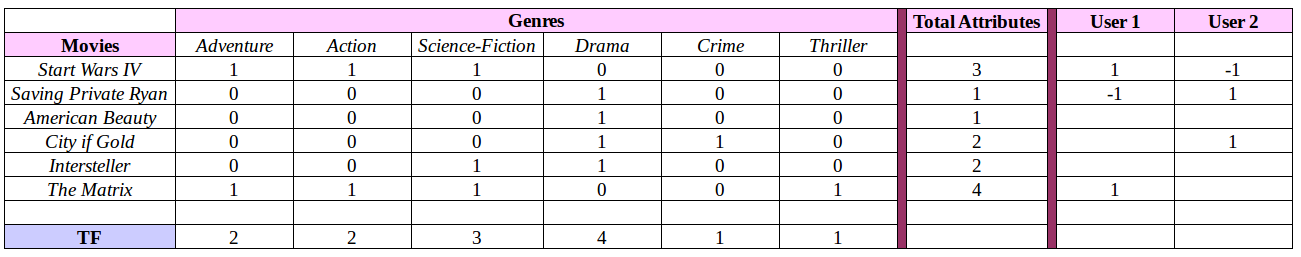 Genres Total Attributes User 1 User 2
Movies Adventure Action Science-Fiction Drama Crime Thriller
Start Wars IV 1 1 1 0 0 0 3 1 -1
Saving Private Ryan 0 0 0 1 0 0 1 -1 1
American Beauty 0 0 0 1 0 0 1
City if Gold 0 0 0 1 1 0 2 1
Intersteller 0 0 1 1 0 0 2
The Matrix 1 1 1 0 0 1 4 1
TF 2 2 3 4 1 1